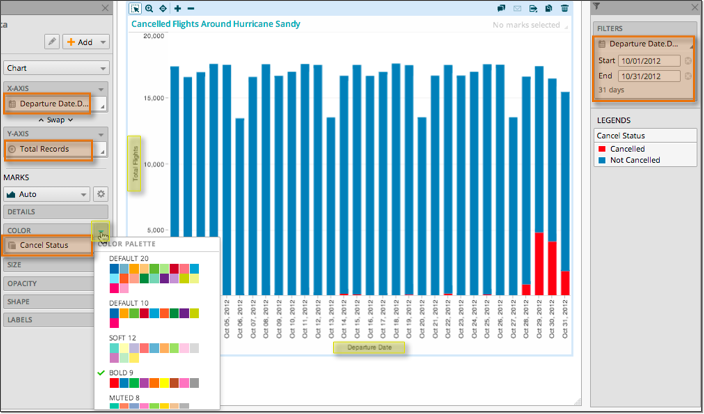 ta
+ Add
Chart
X-AXIS
Departure Date.D...
Swap
Y-AXIS
Total Records
MARKS
Auto
DETAILS
COLOR
Cancel Status
SIZE
OPACITY
SHAPE
LABELS
COLOR PALETTE
DEFAULT 20
DEFAULT 10
SOFT 12
BOLD 9
MUTED 8
Cancelled Flights Around Hurricane Sandy
No marks selected
20,000
15,000
10,000
5,000
Total Flights
Oct 05, 2012
Oct 06, 2012
Oct 07, 2012
Oct 08, 2012
Oct 09, 2012
Oct 10, 2012
Oct 11, 2012
Oct 12, 2012
Oct 13, 2012
Oct 14, 2012
Oct 15, 2012
Oct 16, 2012
Oct 17, 2012
Oct 18, 2012
Oct 19, 2012
Oct 20, 2012
Oct 21, 2012
Oct 22, 2012
Oct 23, 2012
Oct 24, 2012
Oct 25, 2012
Oct 26, 2012
Oct 27, 2012
Oct 28, 2012
Oct 29, 2012
Oct 30, 2012
Oct 31, 2012
Departure Date
FILTERS
Departure Date.D...
Start 10/01/2012
End 10/31/2012
31 days
LEGENDS
Cancel Status
Cancelled
Not Cancelled